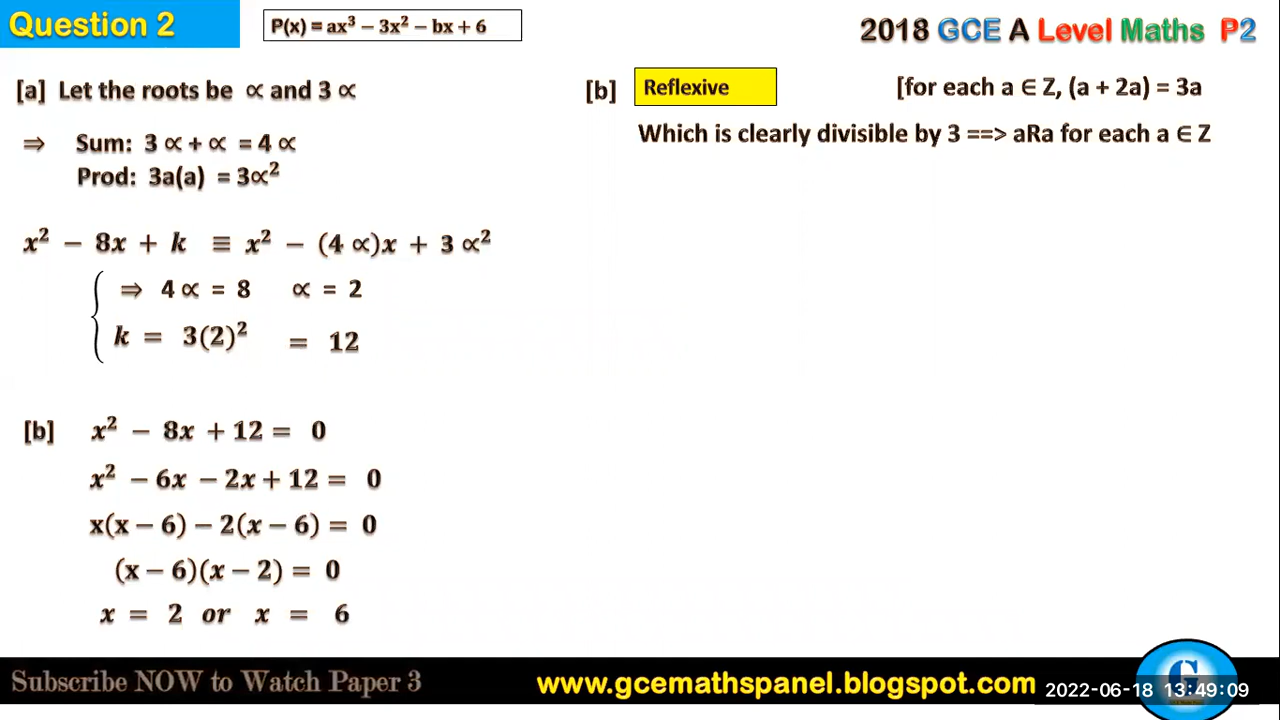 Question 2
P(x) = ax³ − 3x² − bx + 6
2018 GCE A Level Maths P2
[a] Let the roots be ∝ and 3 ∝
⇒ Sum: 3 ∝ + ∝ = 4 ∝
Prod: 3a(a) = 3∝²
x² − 8x + k ≡ x² − (4 ∝)x + 3 ∝²
⇒ 4 ∝ = 8 ∝ = 2
k = 3(2)² = 12
[b] x² − 8x + 12 = 0
x² − 6x − 2x + 12 = 0
x(x − 6) − 2(x − 6) = 0
(x − 6)(x − 2) = 0
x = 2 or x = 6
[b] Reflexive [for each a ∈ Z, (a + 2a) = 3a
Which is clearly divisible by 3 ==> aRa for each a ∈ Z
Subscribe NOW to Watch Paper 3
www.gcemathspanel.blogspot.com
G
2022-06-18 13:49:09